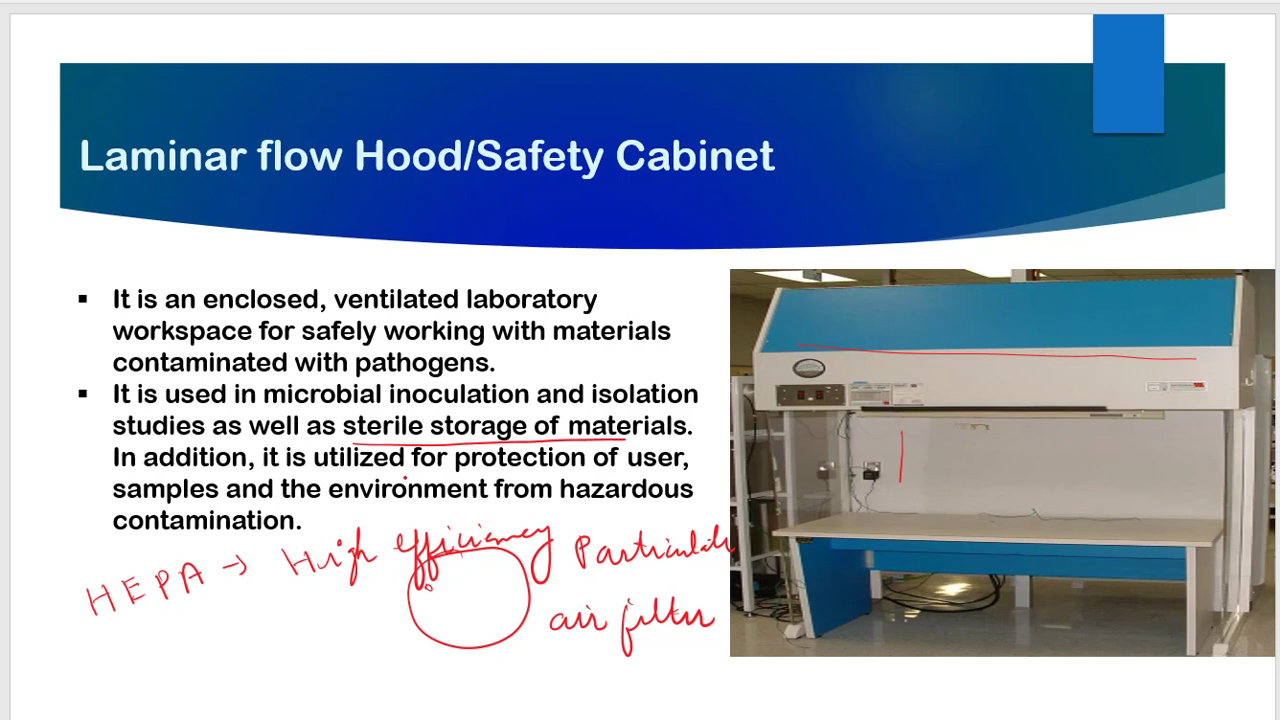 Laminar flow Hood/Safety Cabinet
▪ It is an enclosed, ventilated laboratory
workspace for safely working with materials
contaminated with pathogens.
▪ It is used in microbial inoculation and isolation
studies as well as sterile storage of materials.
In addition, it is utilized for protection of user,
samples and the environment from hazardous
contamination.
HEPA → High efficiency Particulate
air filter